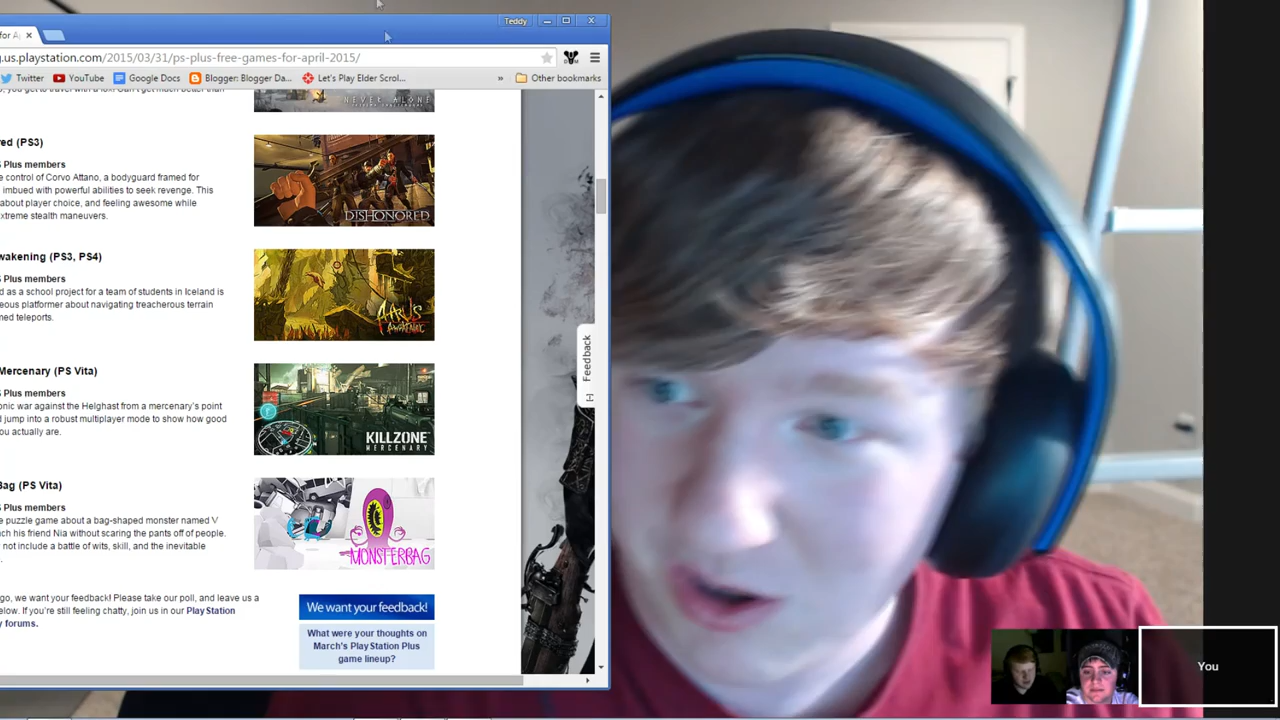 Teddy
for A
g.us.playstation.com/2015/03/31/ps-plus-free-games-for-april-2015/
Twitter YouTube Google Docs Blogger: Blogger Da... Let's Play Elder Scrol... » Other bookmarks
NEVER ALONE
red (PS3)
Plus members
e control of Corvo Attano, a bodyguard framed for
imbued with powerful abilities to seek revenge. This
about player choice, and feeling awesome while
xtreme stealth maneuvers.
DISHONORED
wakening (PS3, PS4)
Plus members
d as a school project for a team of students in Iceland is
eous platformer about navigating treacherous terrain
med teleports.
AARU'S AWAKENING
Feedback
[-]
Mercenary (PS Vita)
Plus members
onic war against the Helghast from a mercenary's point
d jump into a robust multiplayer mode to show how good
ou actually are.
KILLZONE
MERCENARY
Bag (PS Vita)
Plus members
e puzzle game about a bag-shaped monster named V
ch his friend Nia without scaring the pants off of people.
not include a battle of wits, skill, and the inevitable
MONSTERBAG
go, we want your feedback! Please take our poll, and leave us a
elow. If you're still feeling chatty, join us in our PlayStation
y forums.
We want your feedback!
What were your thoughts on
March's PlayStation Plus
game lineup?
You